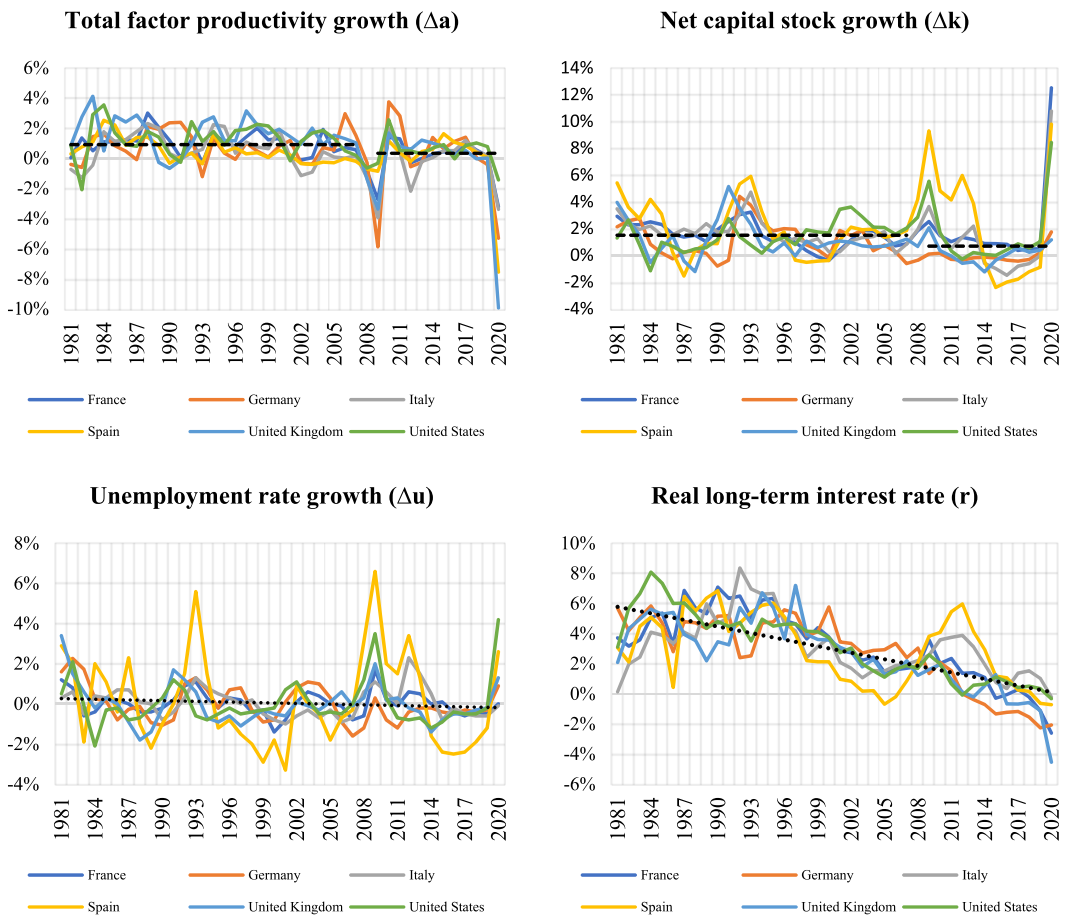 Total factor productivity growth (Δa)
6%
4%
2%
0%
-2%
-4%
-6%
-8%
-10%
1981 1984 1987 1990 1993 1996 1999 2002 2005 2008 2011 2014 2017 2020
France Germany Italy
Spain United Kingdom United States
Net capital stock growth (Δk)
14%
12%
10%
8%
6%
4%
2%
0%
-2%
-4%
1981 1984 1987 1990 1993 1996 1999 2002 2005 2008 2011 2014 2017 2020
France Germany Italy
Spain United Kingdom United States
Unemployment rate growth (Δu)
8%
6%
4%
2%
0%
-2%
-4%
1981 1984 1987 1990 1993 1996 1999 2002 2005 2008 2011 2014 2017 2020
France Germany Italy
Spain United Kingdom United States
Real long-term interest rate (r)
10%
8%
6%
4%
2%
0%
-2%
-4%
-6%
1981 1984 1987 1990 1993 1996 1999 2002 2005 2008 2011 2014 2017 2020
France Germany Italy
Spain United Kingdom United States